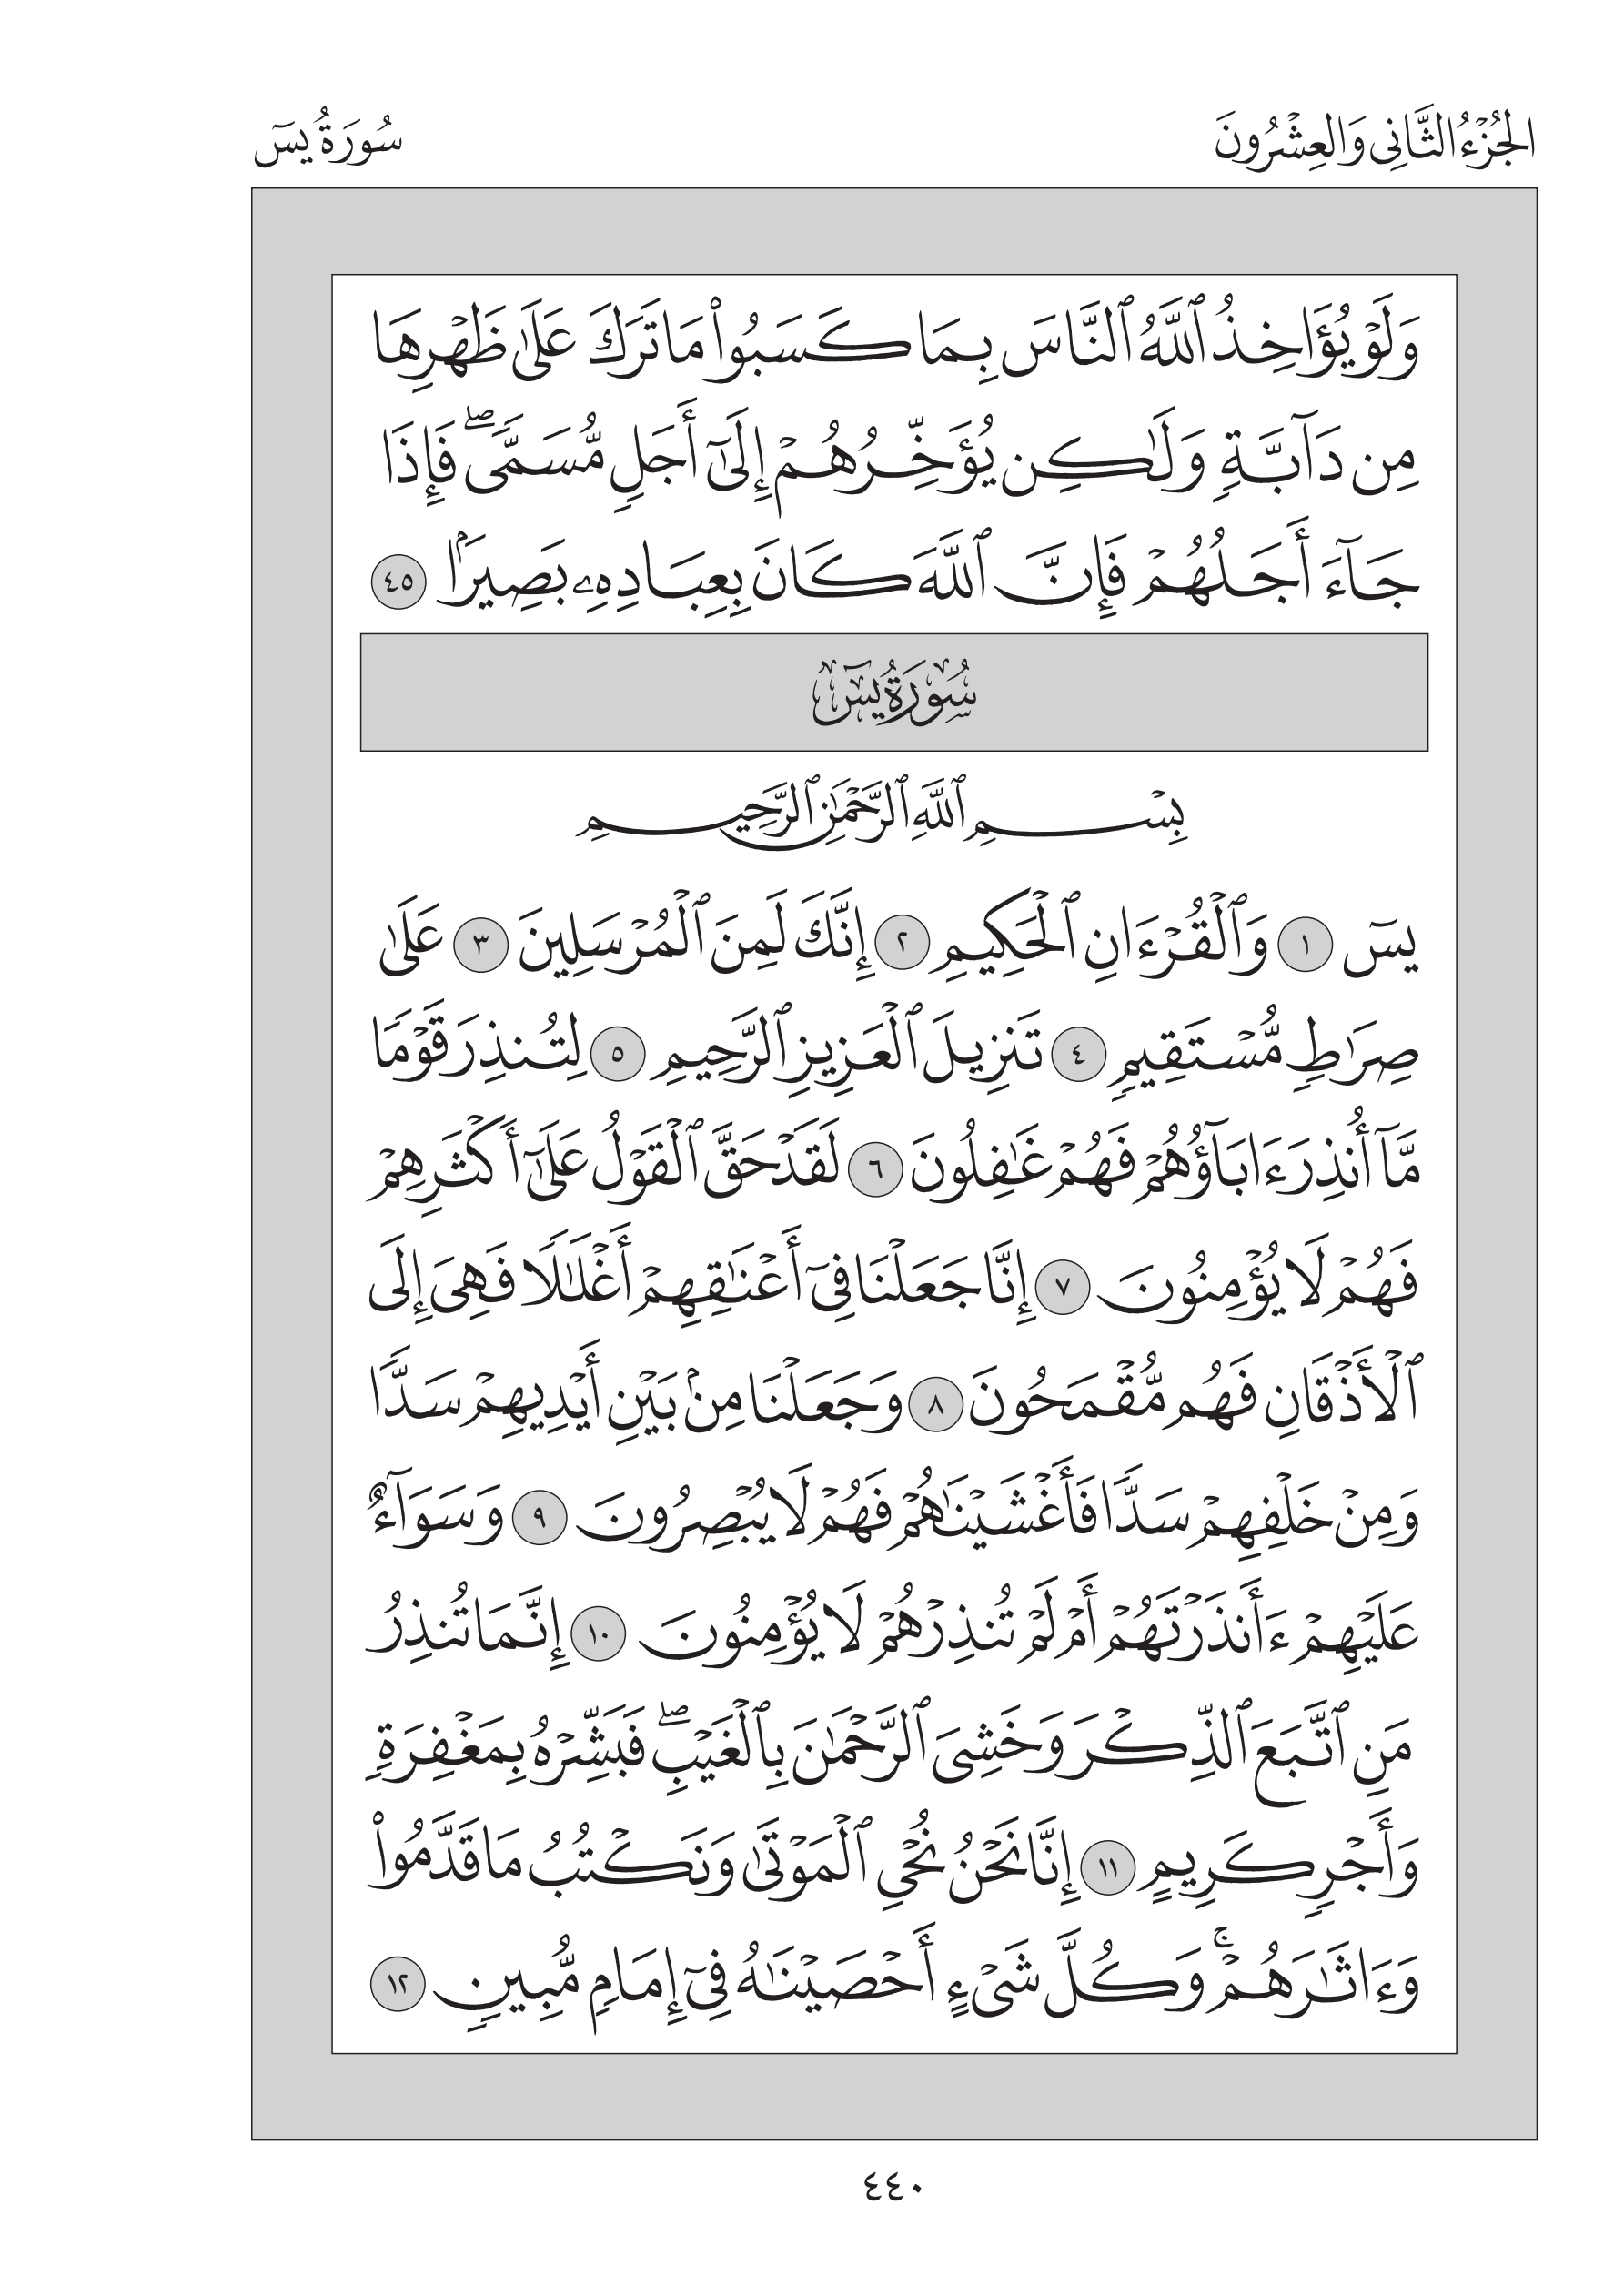 الجُزْءُ الثَّانِي وَالعِشْرُونَ
سُورَةُ يسٓ
وَلَوْ يُؤَاخِذُ ٱللَّهُ ٱلنَّاسَ بِمَا كَسَبُوا۟ مَا تَرَكَ عَلَىٰ ظَهْرِهَا
مِن دَآبَّةٍ وَلَٰكِن يُؤَخِّرُهُمْ إِلَىٰٓ أَجَلٍ مُّسَمًّى ۖ فَإِذَا
جَآءَ أَجَلُهُمْ فَإِنَّ ٱللَّهَ كَانَ بِعِبَادِهِۦ بَصِيرًۢا ٤٥
سُورَةُ يسٓ
بِسْمِ ٱللَّهِ ٱلرَّحْمَٰنِ ٱلرَّحِيمِ
يسٓ ١ وَٱلْقُرْءَانِ ٱلْحَكِيمِ ٢ إِنَّكَ لَمِنَ ٱلْمُرْسَلِينَ ٣ عَلَىٰ
صِرَٰطٍ مُّسْتَقِيمٍ ٤ تَنزِيلَ ٱلْعَزِيزِ ٱلرَّحِيمِ ٥ لِتُنذِرَ قَوْمًا
مَّآ أُنذِرَ ءَابَآؤُهُمْ فَهُمْ غَٰفِلُونَ ٦ لَقَدْ حَقَّ ٱلْقَوْلُ عَلَىٰٓ أَكْثَرِهِمْ
فَهُمْ لَا يُؤْمِنُونَ ٧ إِنَّا جَعَلْنَا فِىٓ أَعْنَٰقِهِمْ أَغْلَٰلًا فَهِىَ إِلَى
ٱلْأَذْقَانِ فَهُم مُّقْمَحُونَ ٨ وَجَعَلْنَا مِنۢ بَيْنِ أَيْدِيهِمْ سَدًّا
وَمِنْ خَلْفِهِمْ سَدًّا فَأَغْشَيْنَٰهُمْ فَهُمْ لَا يُبْصِرُونَ ٩ وَسَوَآءٌ
عَلَيْهِمْ ءَأَنذَرْتَهُمْ أَمْ لَمْ تُنذِرْهُمْ لَا يُؤْمِنُونَ ١٠ إِنَّمَا تُنذِرُ
مَنِ ٱتَّبَعَ ٱلذِّكْرَ وَخَشِىَ ٱلرَّحْمَٰنَ بِٱلْغَيْبِ ۖ فَبَشِّرْهُ بِمَغْفِرَةٍ
وَأَجْرٍ كَرِيمٍ ١١ إِنَّا نَحْنُ نُحْىِ ٱلْمَوْتَىٰ وَنَكْتُبُ مَا قَدَّمُوا۟
وَءَاثَٰرَهُمْ ۚ وَكُلَّ شَىْءٍ أَحْصَيْنَٰهُ فِىٓ إِمَامٍ مُّبِينٍ ١٢
٤٤٠